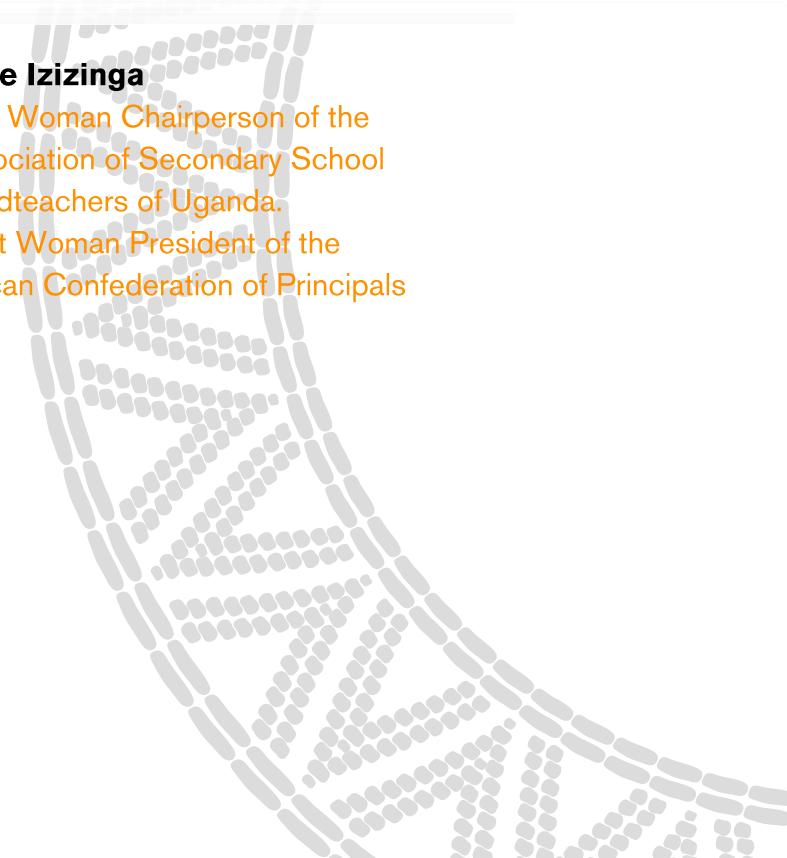 e Izizinga
Woman Chairperson of the
ociation of Secondary School
dteachers of Uganda.
t Woman President of the
can Confederation of Principals